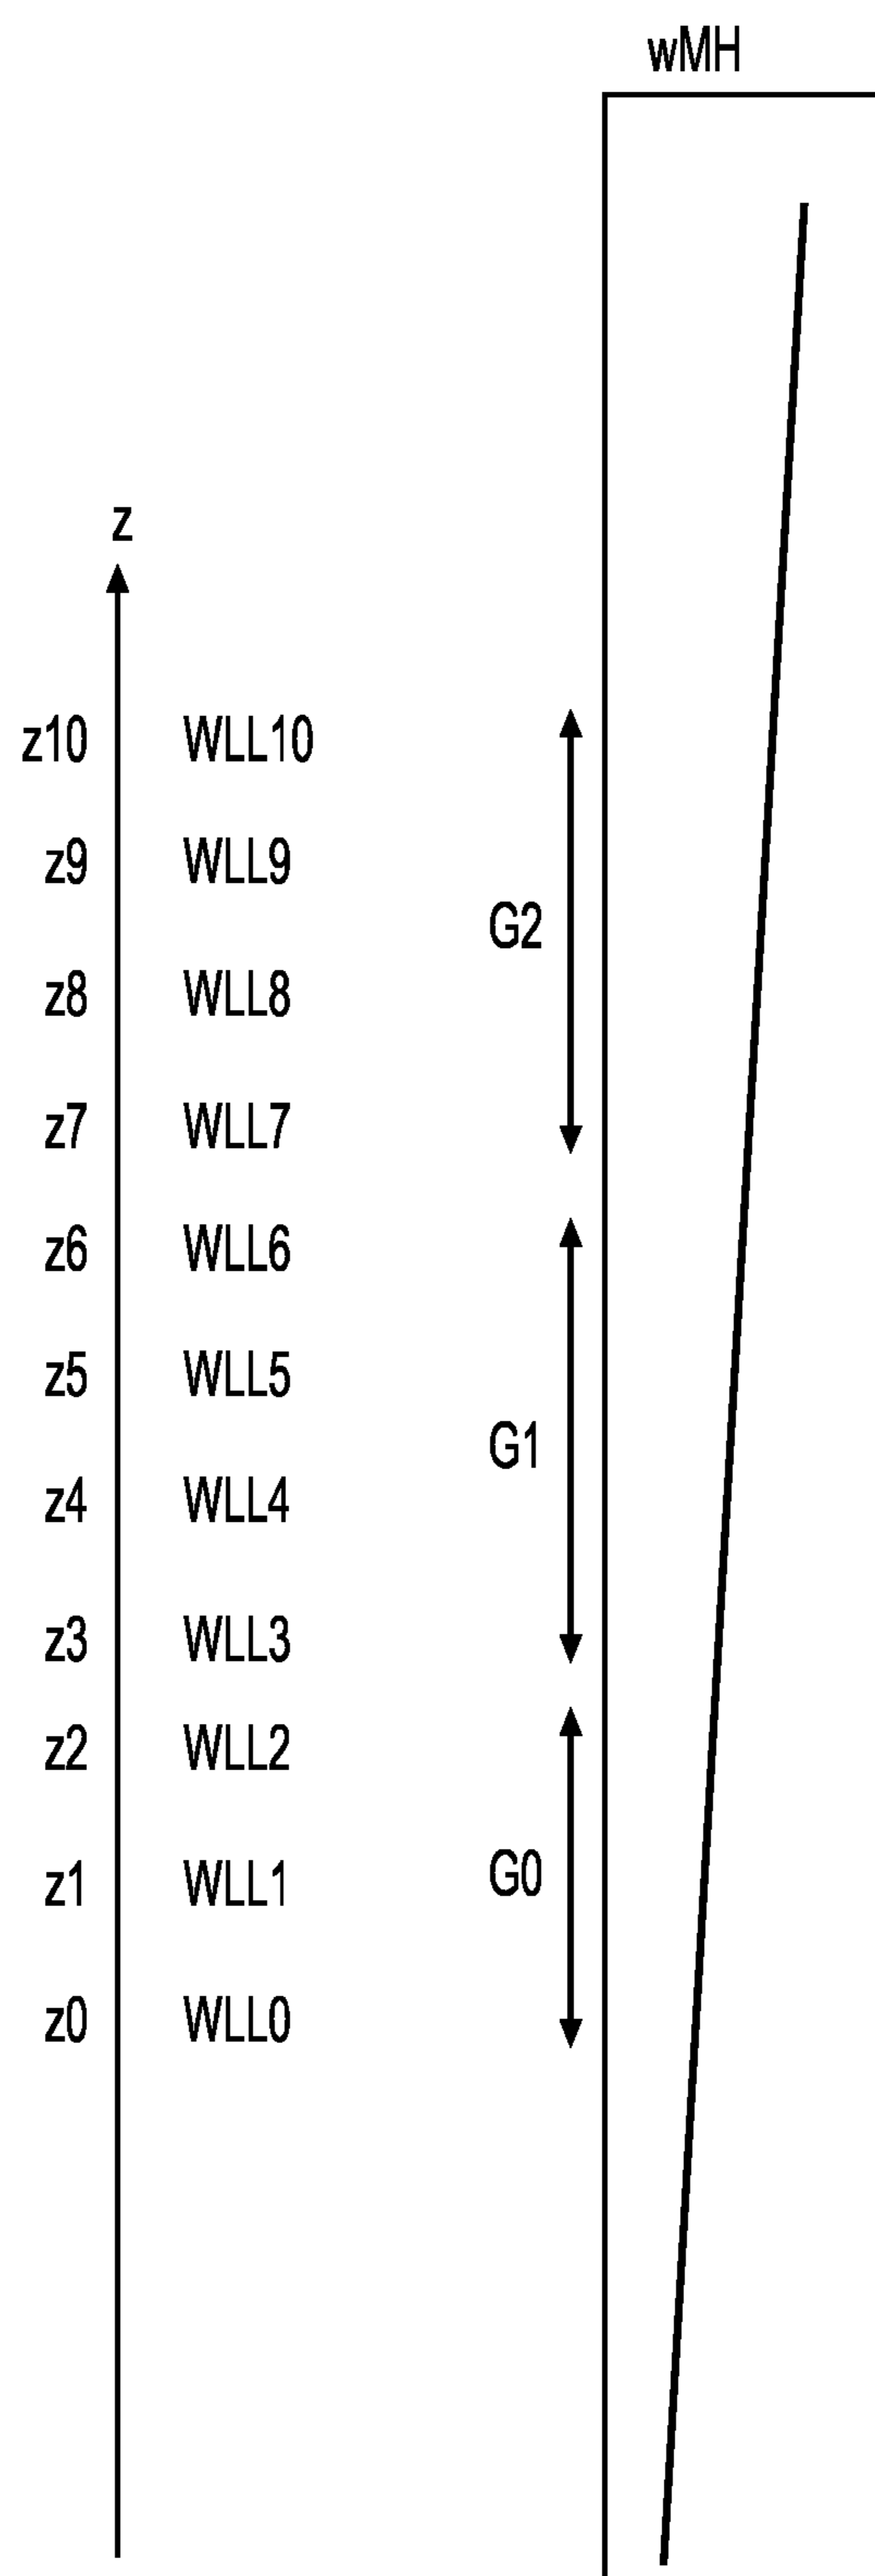 wMH
z
z10 WLL10
z9 WLL9
G2
z8 WLL8
z7 WLL7
z6 WLL6
z5 WLL5
G1
z4 WLL4
z3 WLL3
z2 WLL2
z1 WLL1
G0
z0 WLL0